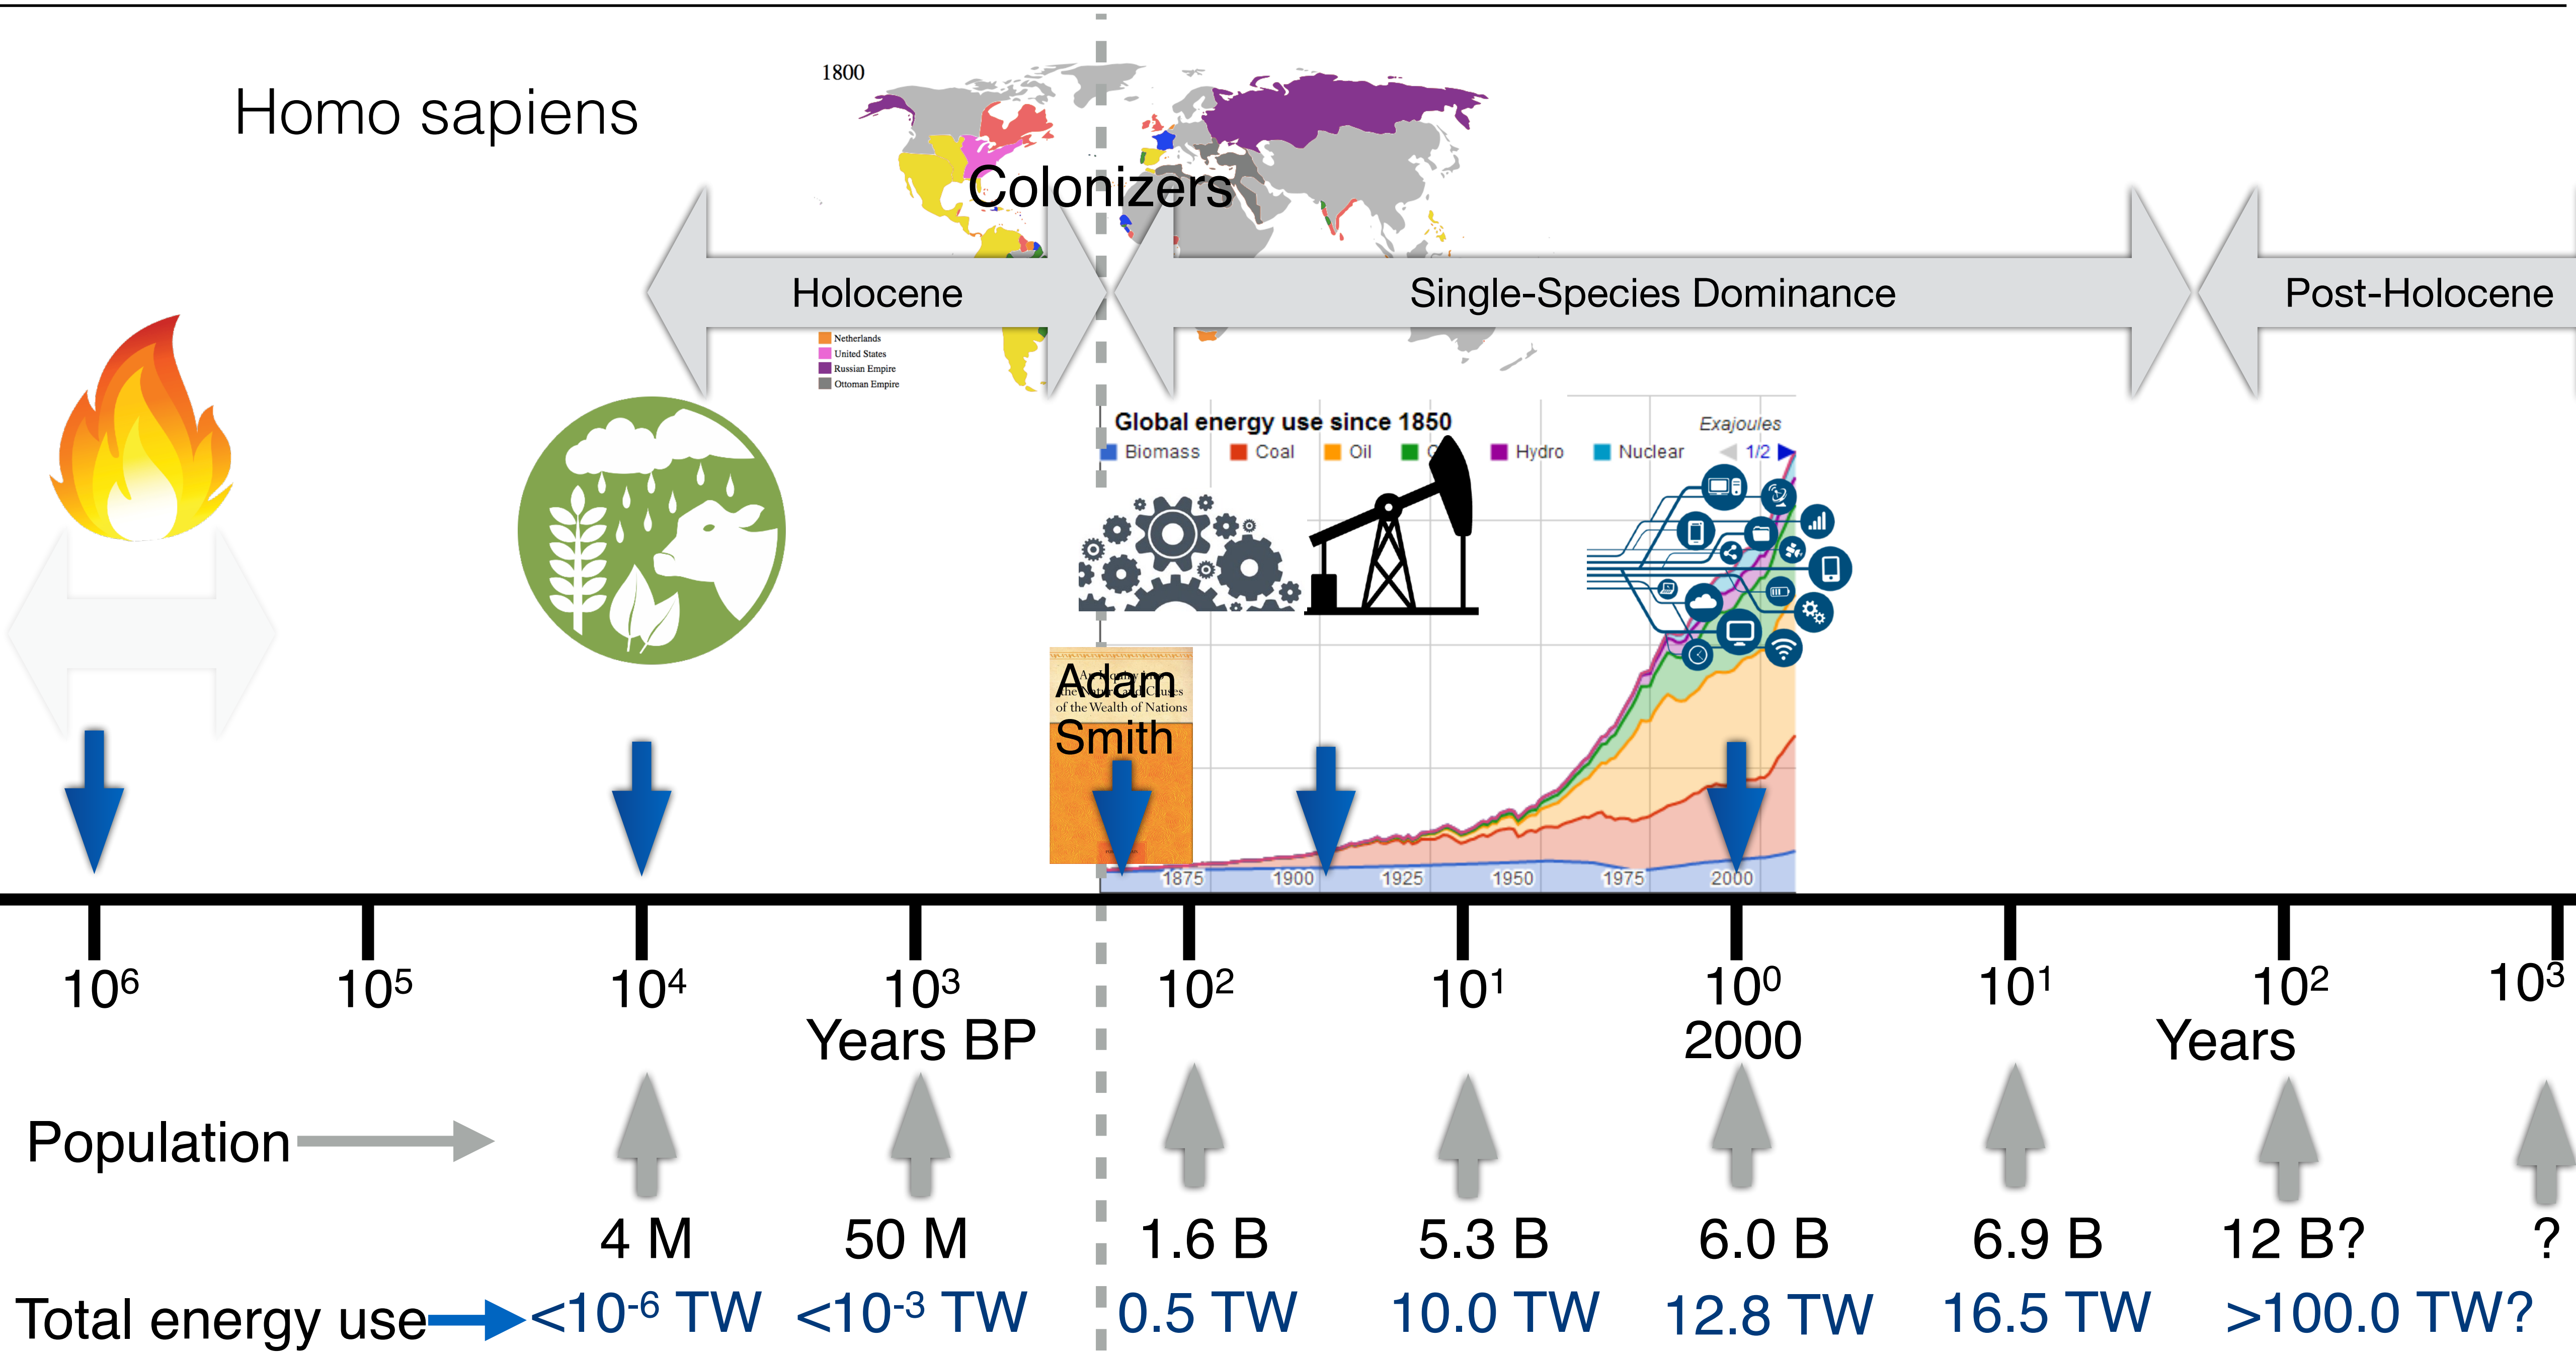 1800
Homo sapiens
Colonizers
Holocene
Single-Species Dominance
Post-Holocene
Netherlands
United States
Russian Empire
Ottoman Empire
Global energy use since 1850
Exajoules
Biomass Coal Oil Hydro Nuclear 1/2
Adam
Smith
the Nature and Causes
of the Wealth of Nations
1875 1900 1925 1950 1975 2000
10⁶ 10⁵ 10⁴ 10³ 10² 10¹ 10⁰ 10¹ 10² 10³
Years BP 2000 Years
Population
4 M 50 M 1.6 B 5.3 B 6.0 B 6.9 B 12 B? ?
Total energy use <10⁻⁶ TW <10⁻³ TW 0.5 TW 10.0 TW 12.8 TW 16.5 TW >100.0 TW?